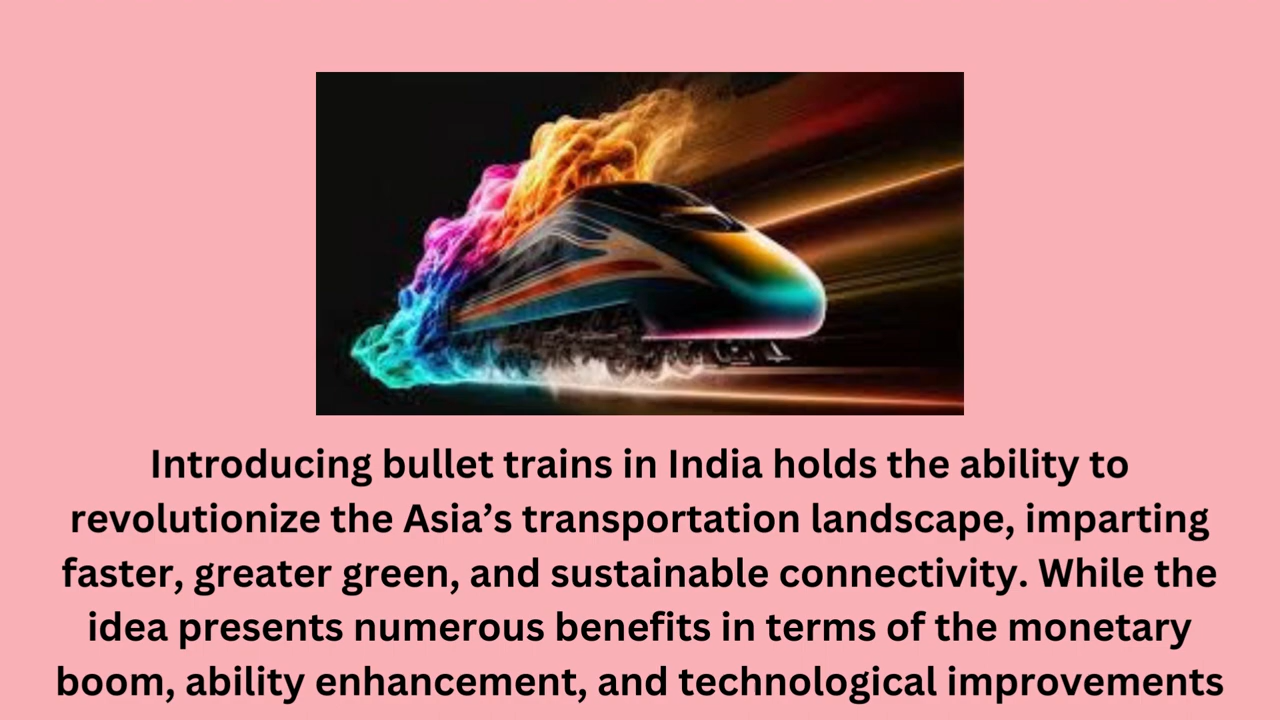 Introducing bullet trains in India holds the ability to
revolutionize the Asia’s transportation landscape, imparting
faster, greater green, and sustainable connectivity. While the
idea presents numerous benefits in terms of the monetary
boom, ability enhancement, and technological improvements